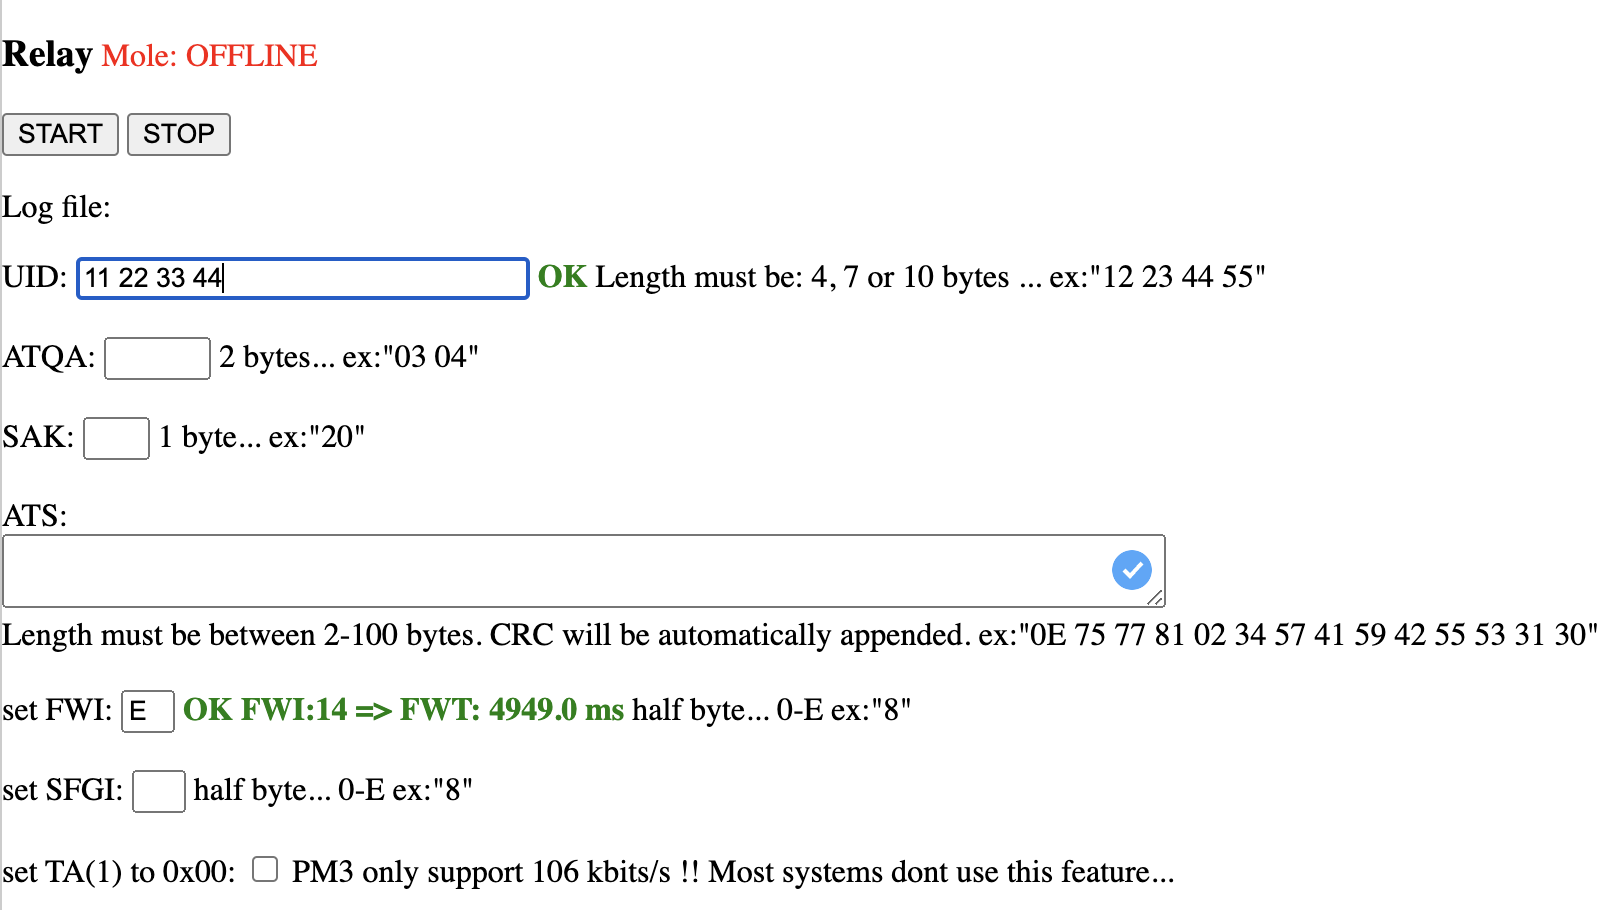 Relay Mole: OFFLINE
START STOP
Log file:
UID: 11 22 33 44 OK Length must be: 4, 7 or 10 bytes ... ex:"12 23 44 55"
ATQA: 2 bytes... ex:"03 04"
SAK: 1 byte... ex:"20"
ATS:
Length must be between 2-100 bytes. CRC will be automatically appended. ex:"0E 75 77 81 02 34 57 41 59 42 55 53 31 30"
set FWI: E OK FWI:14 => FWT: 4949.0 ms half byte... 0-E ex:"8"
set SFGI: half byte... 0-E ex:"8"
set TA(1) to 0x00: PM3 only support 106 kbits/s !! Most systems dont use this feature...